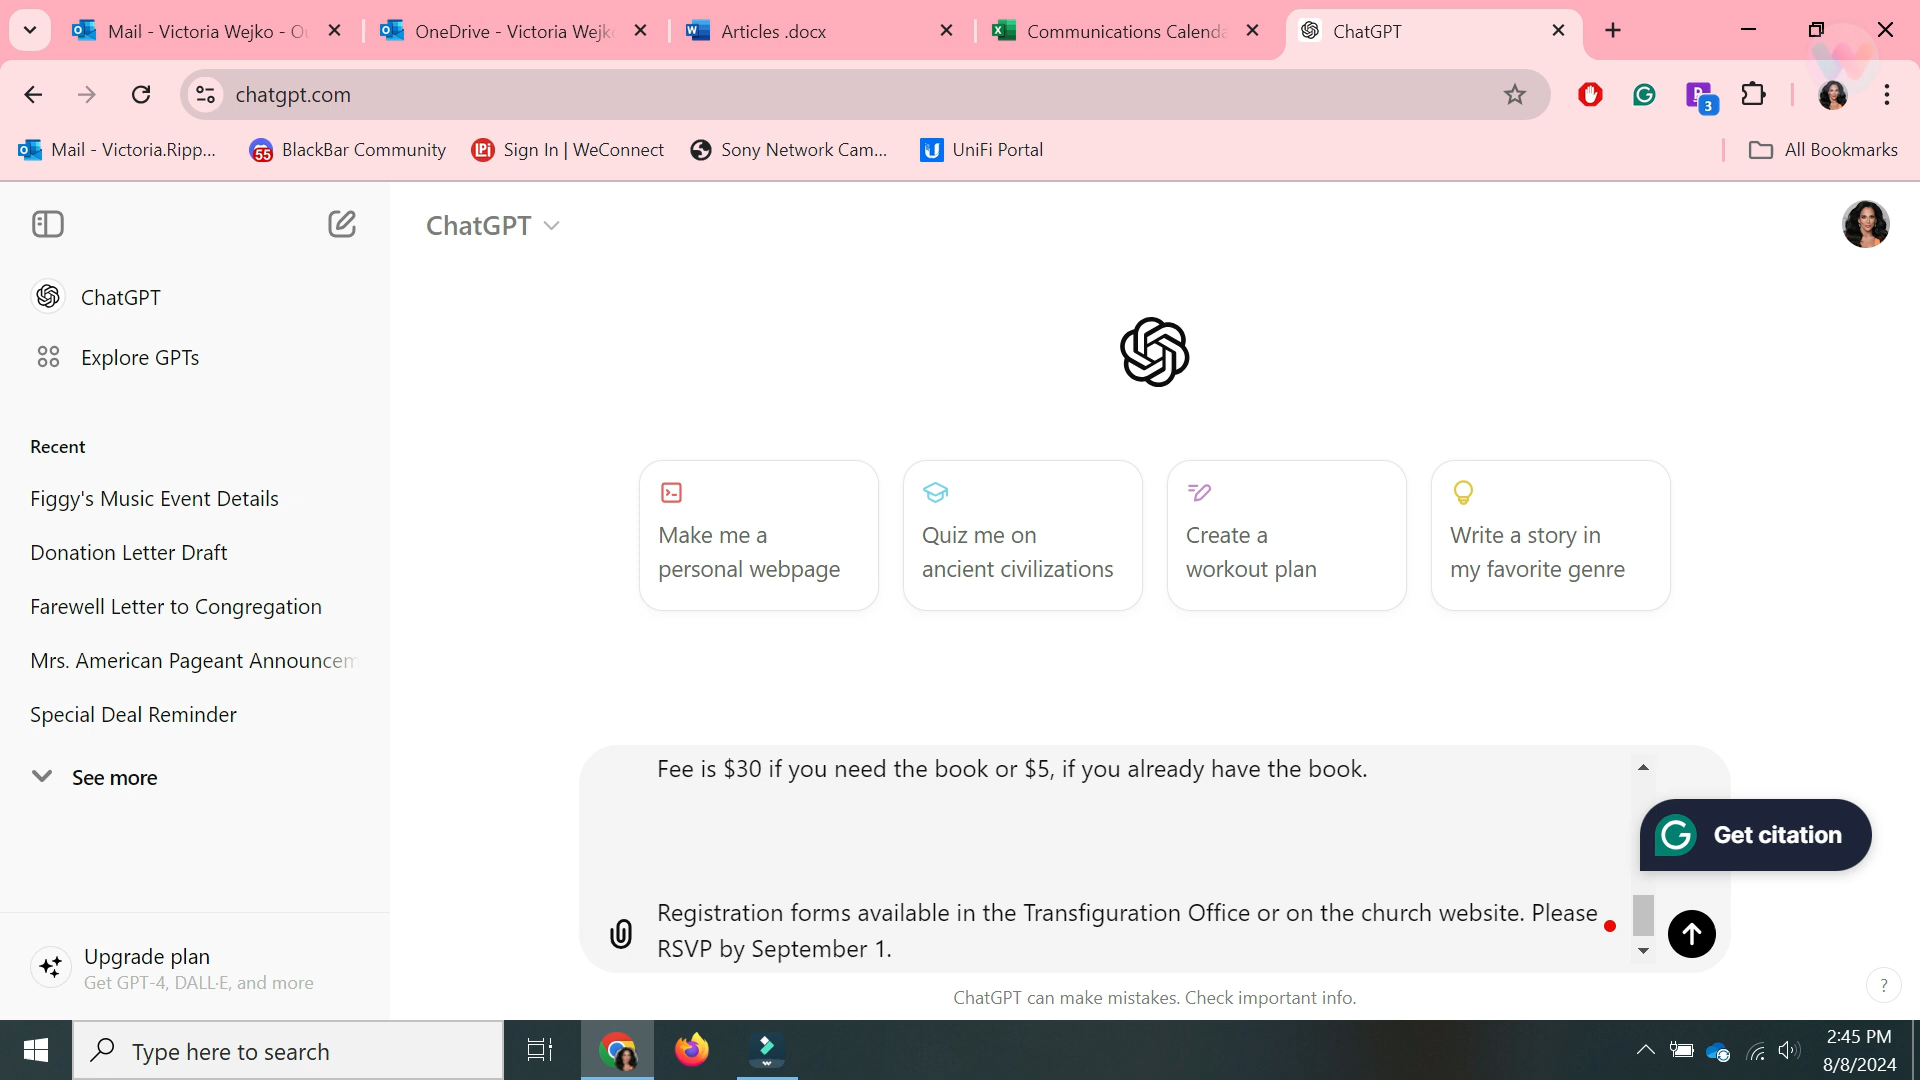 Mail - Victoria Wejko - Ou
OneDrive - Victoria Wejk
Articles .docx
Communications Calenda
ChatGPT
chatgpt.com
3
Mail - Victoria.Ripp...
BlackBar Community
Sign In | WeConnect
Sony Network Cam...
UniFi Portal
All Bookmarks
ChatGPT
ChatGPT
Explore GPTs
Recent
Figgy's Music Event Details
Donation Letter Draft
Farewell Letter to Congregation
Mrs. American Pageant Announcem
Special Deal Reminder
See more
Upgrade plan
Get GPT-4, DALL·E, and more
Make me a
personal webpage
Quiz me on
ancient civilizations
Create a
workout plan
Write a story in
my favorite genre
Fee is $30 if you need the book or $5, if you already have the book.
Get citation
Registration forms available in the Transfiguration Office or on the church website. Please
RSVP by September 1.
ChatGPT can make mistakes. Check important info.
?
Type here to search
2:45 PM
8/8/2024